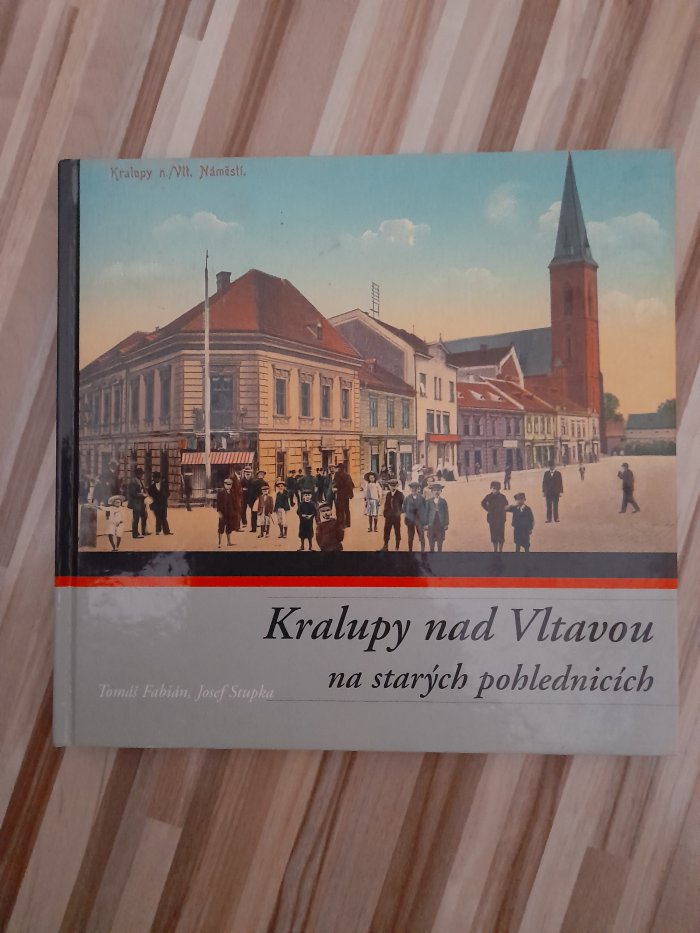 Kralupy n./Vlt. Náměstí.
Kralupy nad Vltavou
na starých pohlednicích
Tomáš Fabián, Josef Stupka